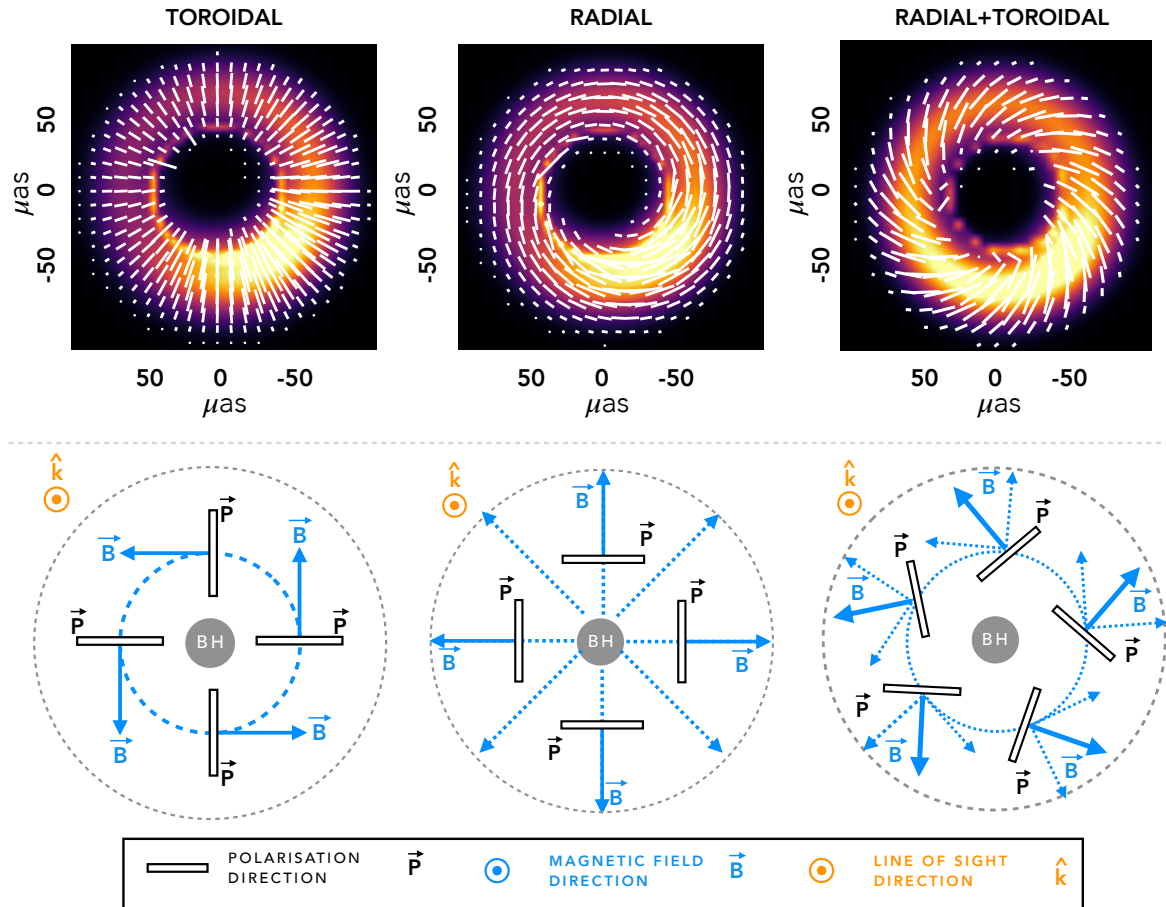 TOROIDAL
RADIAL
RADIAL+TOROIDAL
50
0
-50
μas
50
0
-50
μas
50
0
-50
μas
50 0 -50
μas
50 0 -50
μas
50 0 -50
μas
k̂
P
B
B
P
BH
P
B
B
P
k̂
B
P
P
P
BH
B
B
P
B
k̂
B
P
P
B
B
BH
P
P
B
B
P
POLARISATION
DIRECTION
P
MAGNETIC FIELD
DIRECTION
B
LINE OF SIGHT
DIRECTION
k̂